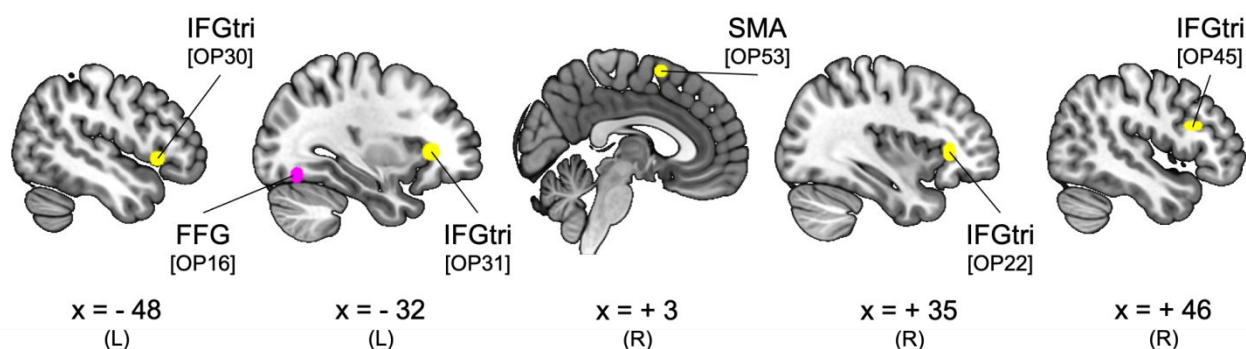 IFGtri
[OP30]
SMA
[OP53]
IFGtri
[OP45]
FFG
[OP16]
IFGtri
[OP31]
IFGtri
[OP22]
x = - 48
(L)
x = - 32
(L)
x = + 3
(R)
x = + 35
(R)
x = + 46
(R)